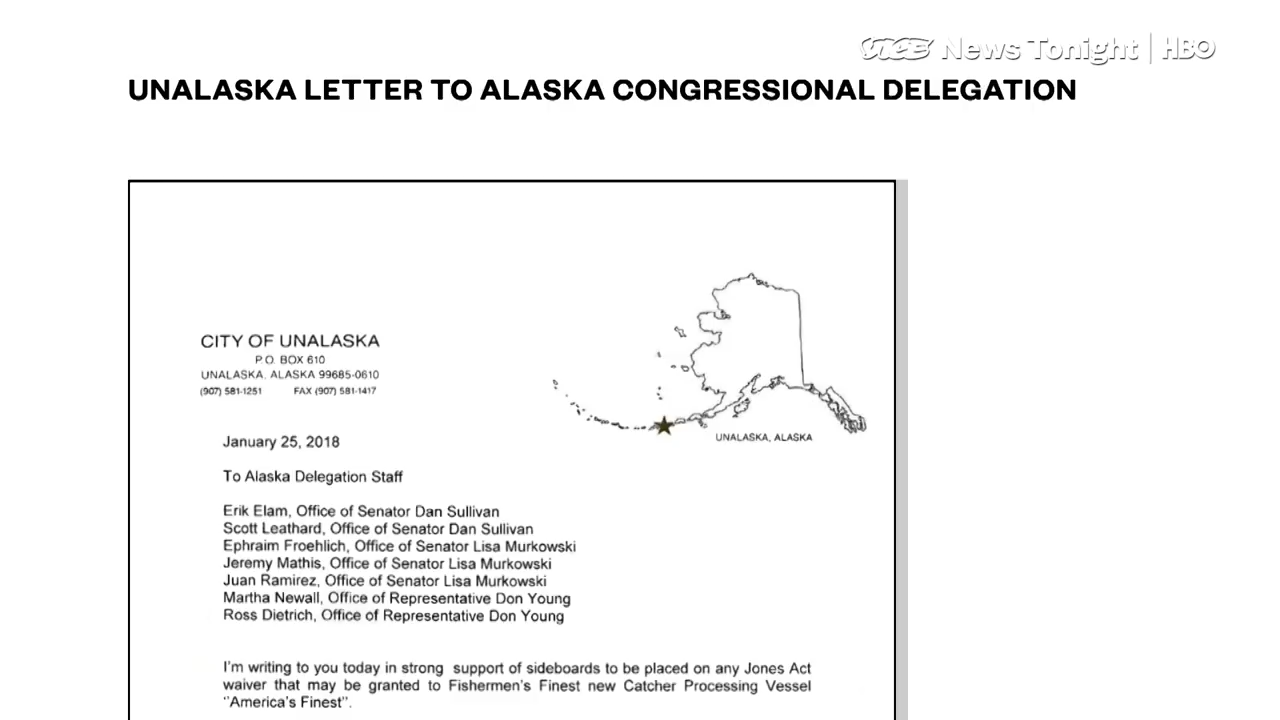 VICE News Tonight | HBO
UNALASKA LETTER TO ALASKA CONGRESSIONAL DELEGATION
CITY OF UNALASKA
P.O. BOX 610
UNALASKA, ALASKA 99685-0610
(907) 581-1251 FAX (907) 581-1417
UNALASKA, ALASKA
January 25, 2018
To Alaska Delegation Staff
Erik Elam, Office of Senator Dan Sullivan
Scott Leathard, Office of Senator Dan Sullivan
Ephraim Froehlich, Office of Senator Lisa Murkowski
Jeremy Mathis, Office of Senator Lisa Murkowski
Juan Ramirez, Office of Senator Lisa Murkowski
Martha Newall, Office of Representative Don Young
Ross Dietrich, Office of Representative Don Young
I'm writing to you today in strong support of sideboards to be placed on any Jones Act
waiver that may be granted to Fishermen's Finest new Catcher Processing Vessel
"America's Finest".